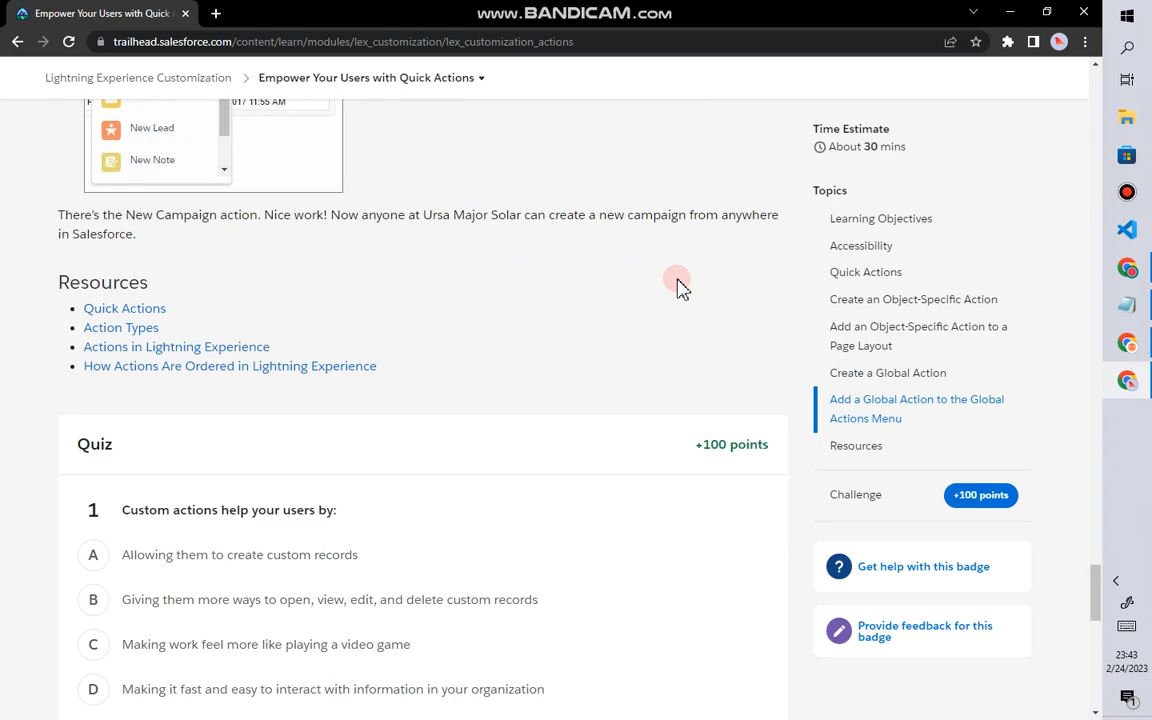 Empower Your Users with Quick
www.BANDICAM.com
trailhead.salesforce.com/content/learn/modules/lex_customization/lex_customization_actions
Lightning Experience Customization
Empower Your Users with Quick Actions
01/ 11:55 AM
New Lead
New Note
There's the New Campaign action. Nice work! Now anyone at Ursa Major Solar can create a new campaign from anywhere
in Salesforce.
Resources
Quick Actions
Action Types
Actions in Lightning Experience
How Actions Are Ordered in Lightning Experience
Quiz
+100 points
1 Custom actions help your users by:
A Allowing them to create custom records
B Giving them more ways to open, view, edit, and delete custom records
C Making work feel more like playing a video game
D Making it fast and easy to interact with information in your organization
Time Estimate
About 30 mins
Topics
Learning Objectives
Accessibility
Quick Actions
Create an Object-Specific Action
Add an Object-Specific Action to a
Page Layout
Create a Global Action
Add a Global Action to the Global
Actions Menu
Resources
Challenge
+100 points
? Get help with this badge
Provide feedback for this
badge
23:43
2/24/2023
1